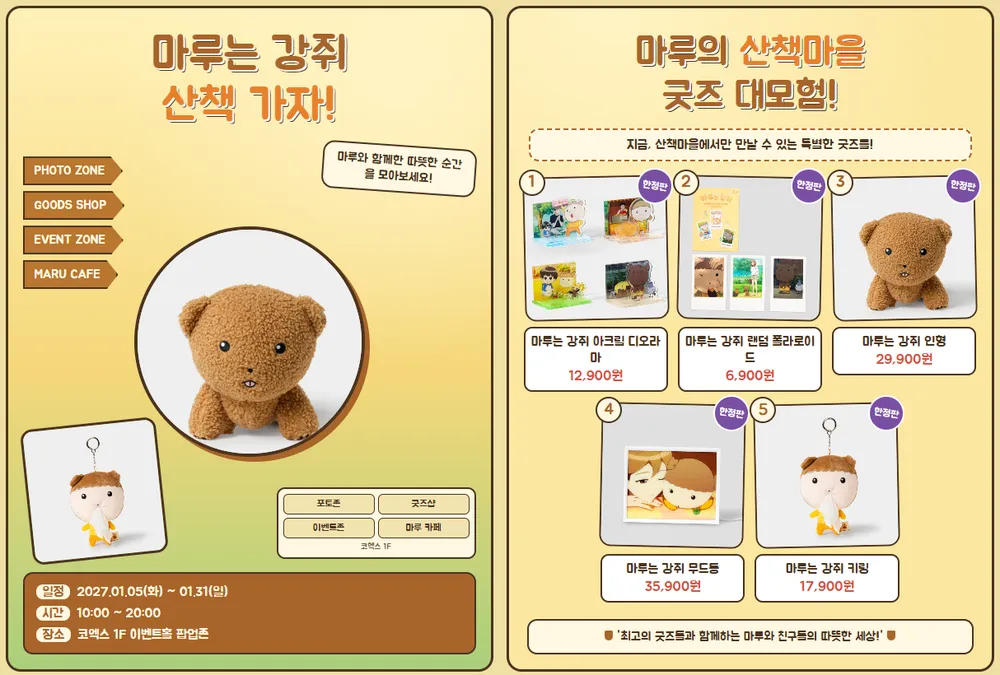 마루는 강쥐
산책 가자!
마루와 함께한 따뜻한 순간
을 모아보세요!
PHOTO ZONE
GOODS SHOP
EVENT ZONE
MARU CAFE
포토존
굿즈샵
이벤트존
마루 카페
코엑스 1F
일정 2027.01.05(화) ~ 01.31(일)
시간 10:00 ~ 20:00
장소 코엑스 1F 이벤트홀 팝업존
마루의 산책마을
굿즈 대모험!
지금, 산책마을에서만 만날 수 있는 특별한 굿즈들!
1
한정판
마루는 강쥐 아크릴 디오라
마
12,900원
2
한정판
마루는 강쥐
마루는 강쥐 랜덤 폴라로이
드
6,900원
3
한정판
마루는 강쥐 인형
29,900원
4
한정판
마루는 강쥐 무드등
35,900원
5
한정판
마루는 강쥐 키링
17,900원
'최고의 굿즈들과 함께하는 마루와 친구들의 따뜻한 세상!'